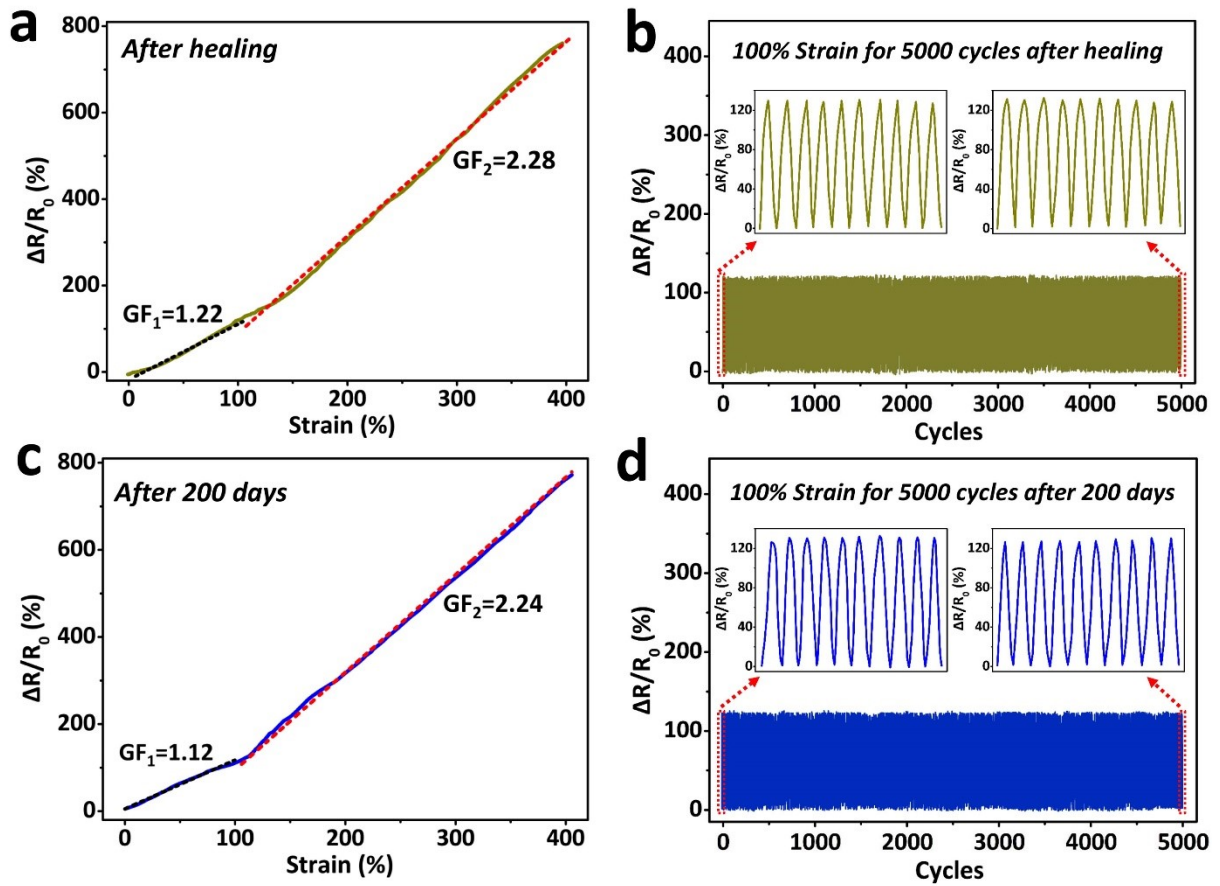 a
After healing
800
600
400
200
0
ΔR/R₀ (%)
GF₁=1.22
GF₂=2.28
0 100 200 300 400
Strain (%)
b
100% Strain for 5000 cycles after healing
400
300
200
100
0
ΔR/R₀ (%)
120
80
40
0
ΔR/R₀ (%)
120
80
40
0
ΔR/R₀ (%)
0 1000 2000 3000 4000 5000
Cycles
c
After 200 days
800
600
400
200
0
ΔR/R₀ (%)
GF₁=1.12
GF₂=2.24
0 100 200 300 400
Strain (%)
d
100% Strain for 5000 cycles after 200 days
400
300
200
100
0
ΔR/R₀ (%)
120
80
40
0
ΔR/R₀ (%)
120
80
40
0
ΔR/R₀ (%)
0 1000 2000 3000 4000 5000
Cycles